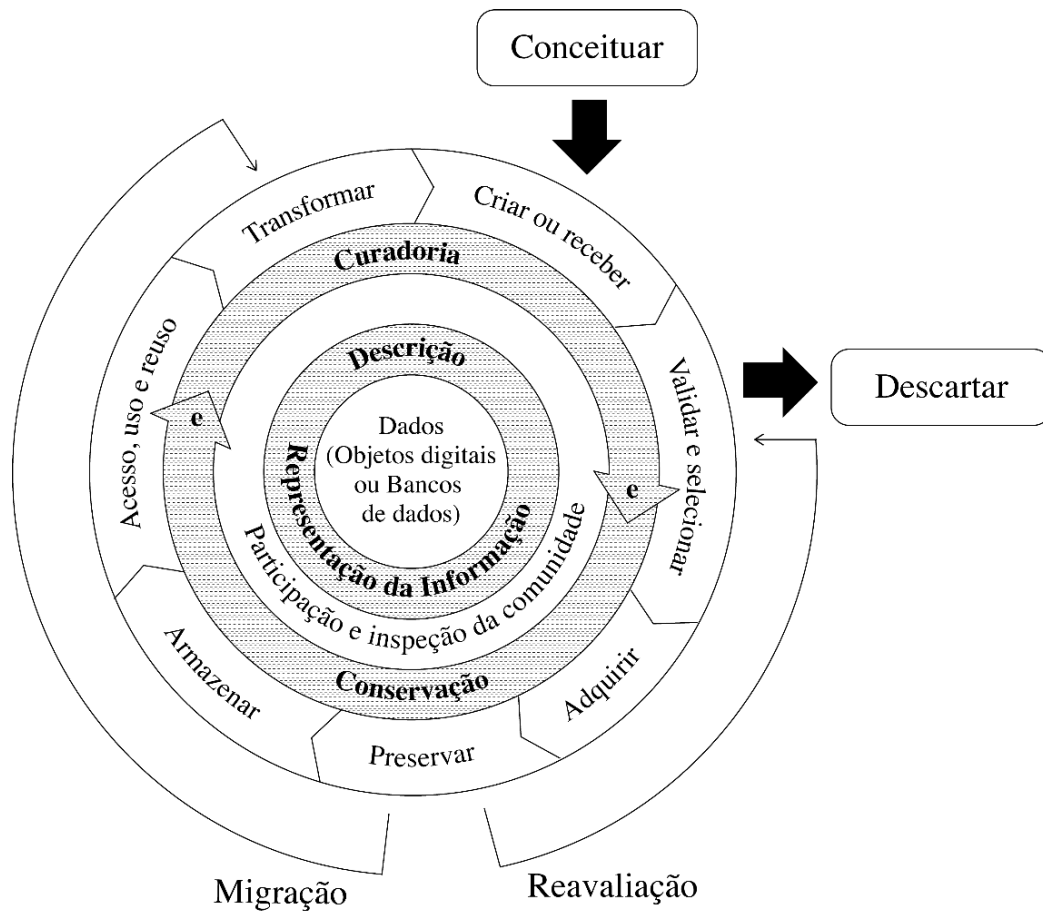 Conceituar
Criar ou receber
Validar e selecionar
Descartar
Adquirir
Preservar
Armazenar
Acesso, uso e reuso
Transformar
Curadoria
e
Conservação
e
Participação e inspeção da comunidade
Descrição
Representação da Informação
Dados
(Objetos digitais
ou Bancos
de dados)
Migração
Reavaliação